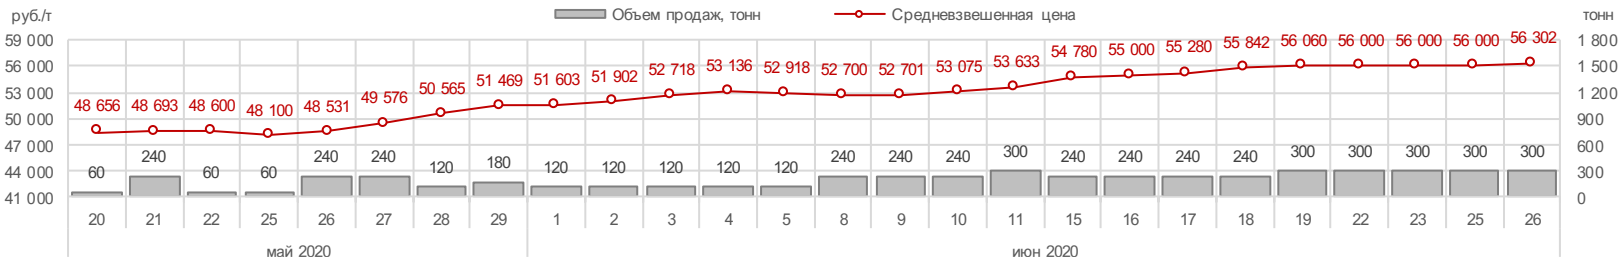 руб./т Объем продаж, тонн Средневзвешенная цена тонн
59 000 1 800
56 000 1 500
53 000 1 200
50 000 900
47 000 600
44 000 300
41 000 0
48 656 48 693 48 600 48 100 48 531 49 576 50 565 51 469 51 603 51 902 52 718 53 136 52 918 52 700 52 701 53 075 53 633 54 780 55 000 55 280 55 842 56 060 56 000 56 000 56 000 56 302
60 240 60 60 240 240 120 180 120 120 120 120 120 240 240 240 300 240 240 240 240 300 300 300 300 300
20 21 22 25 26 27 28 29 1 2 3 4 5 8 9 10 11 15 16 17 18 19 22 23 25 26
май 2020 июн 2020